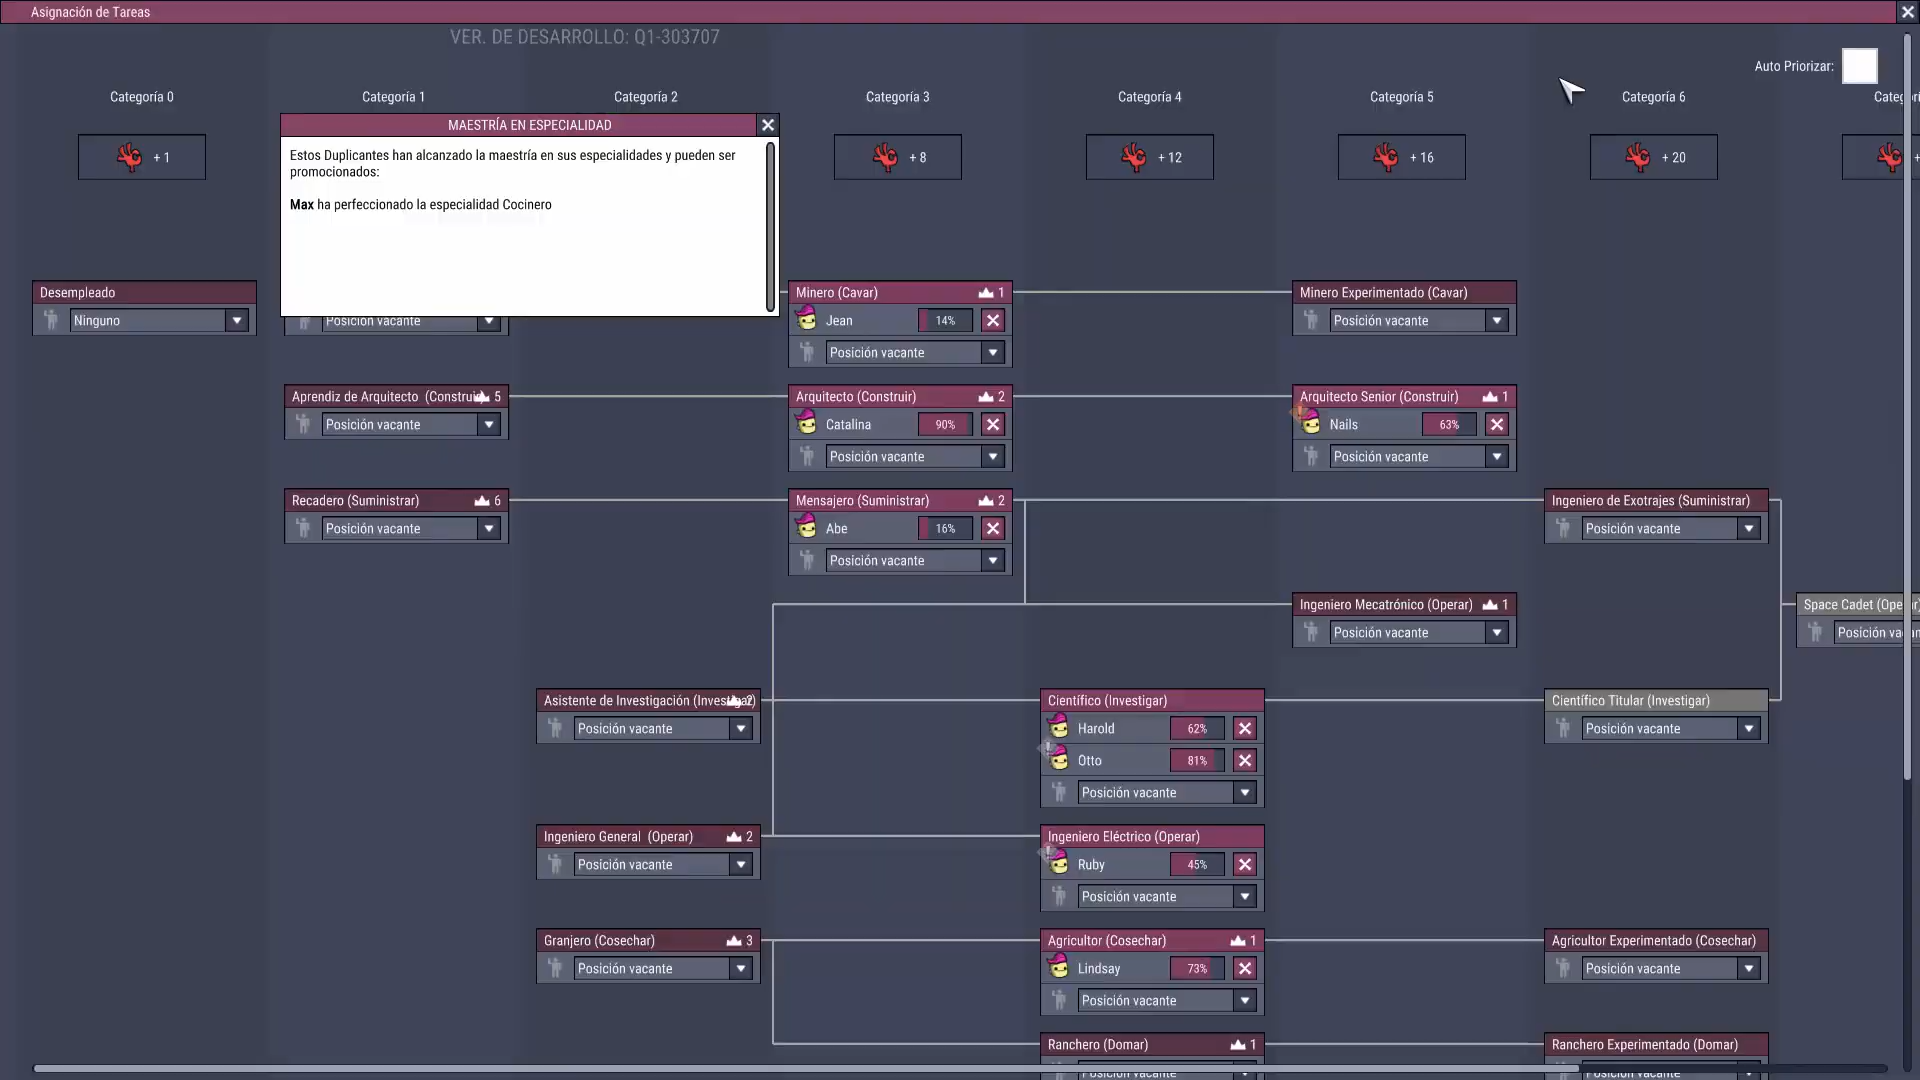 Asignación de Tareas
VER. DE DESARROLLO: Q1-303707
Auto Priorizar:
Categoría 0
Categoría 1
Categoría 2
Categoría 3
Categoría 4
Categoría 5
Categoría 6
+ 1
+ 8
+ 12
+ 16
+ 20
MAESTRÍA EN ESPECIALIDAD
Estos Duplicantes han alcanzado la maestría en sus especialidades y pueden ser
promocionados:
Max ha perfeccionado la especialidad Cocinero
Desempleado
Ninguno
Posición vacante
Minero (Cavar) 1
Jean 14%
Posición vacante
Minero Experimentado (Cavar)
Posición vacante
Aprendiz de Arquitecto (Construir) 5
Posición vacante
Arquitecto (Construir) 2
Catalina 90%
Posición vacante
Arquitecto Senior (Construir) 1
Nails 63%
Posición vacante
Recadero (Suministrar) 6
Posición vacante
Mensajero (Suministrar) 2
Abe 16%
Posición vacante
Ingeniero de Exotrajes (Suministrar)
Posición vacante
Ingeniero Mecatrónico (Operar) 1
Posición vacante
Space Cadet
Asistente de Investigación (Investigar) 2
Posición vacante
Científico (Investigar)
Harold 62%
Otto 81%
Posición vacante
Científico Titular (Investigar)
Posición vacante
Ingeniero General (Operar) 2
Posición vacante
Ingeniero Eléctrico (Operar)
Ruby 45%
Posición vacante
Granjero (Cosechar) 3
Posición vacante
Agricultor (Cosechar) 1
Lindsay 73%
Posición vacante
Agricultor Experimentado (Cosechar)
Posición vacante
Ranchero (Domar) 1
Ranchero Experimentado (Domar)